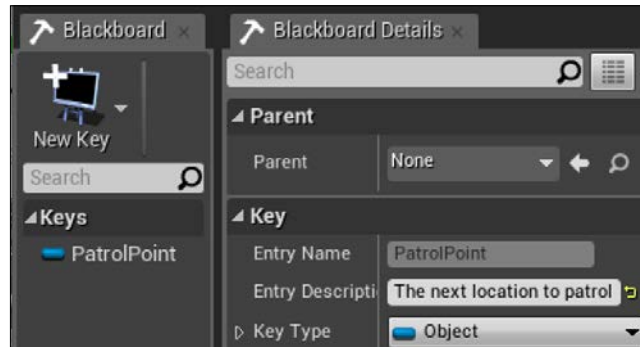 Blackboard
New Key
Search
Keys
PatrolPoint
Blackboard Details
Search
Parent
Parent None
Key
Entry Name PatrolPoint
Entry Descripti The next location to patrol
Key Type Object